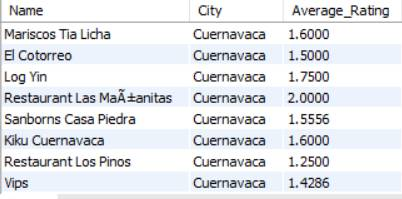 Name City Average_Rating
Mariscos Tia Licha Cuernavaca 1.6000
El Cotorreo Cuernavaca 1.5000
Log Yin Cuernavaca 1.7500
Restaurant Las MaÃ±anitas Cuernavaca 2.0000
Sanborns Casa Piedra Cuernavaca 1.5556
Kiku Cuernavaca Cuernavaca 1.6000
Restaurant Los Pinos Cuernavaca 1.2500
Vips Cuernavaca 1.4286